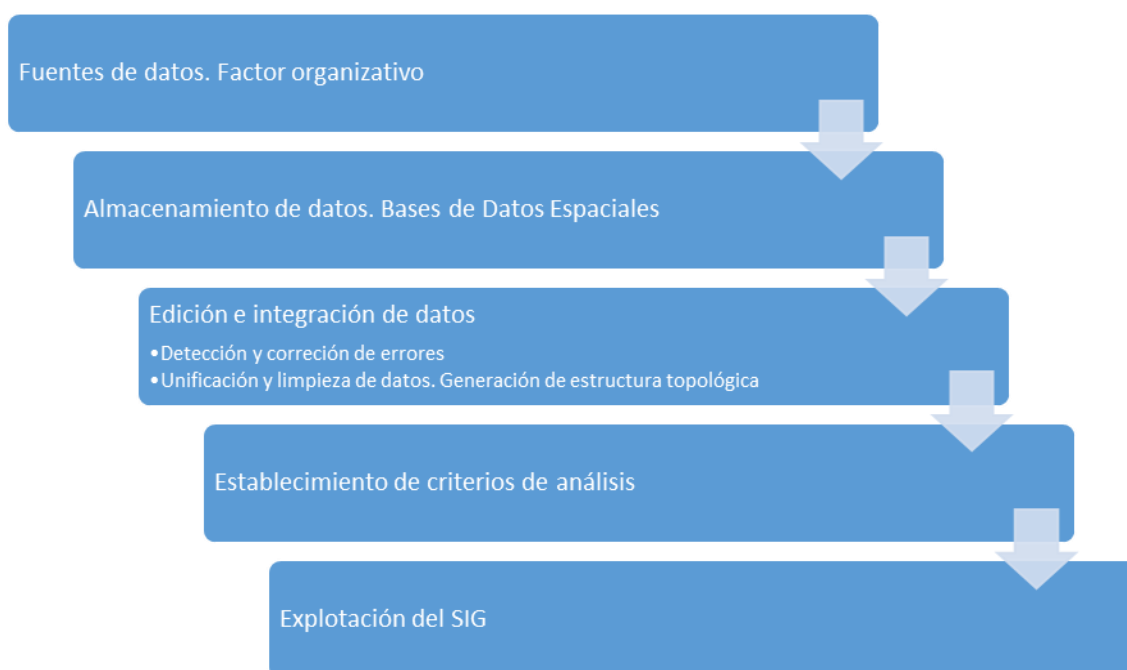 Fuentes de datos. Factor organizativo
Almacenamiento de datos. Bases de Datos Espaciales
Edición e integración de datos
•Detección y correción de errores
•Unificación y limpieza de datos. Generación de estructura topológica
Establecimiento de criterios de análisis
Explotación del SIG